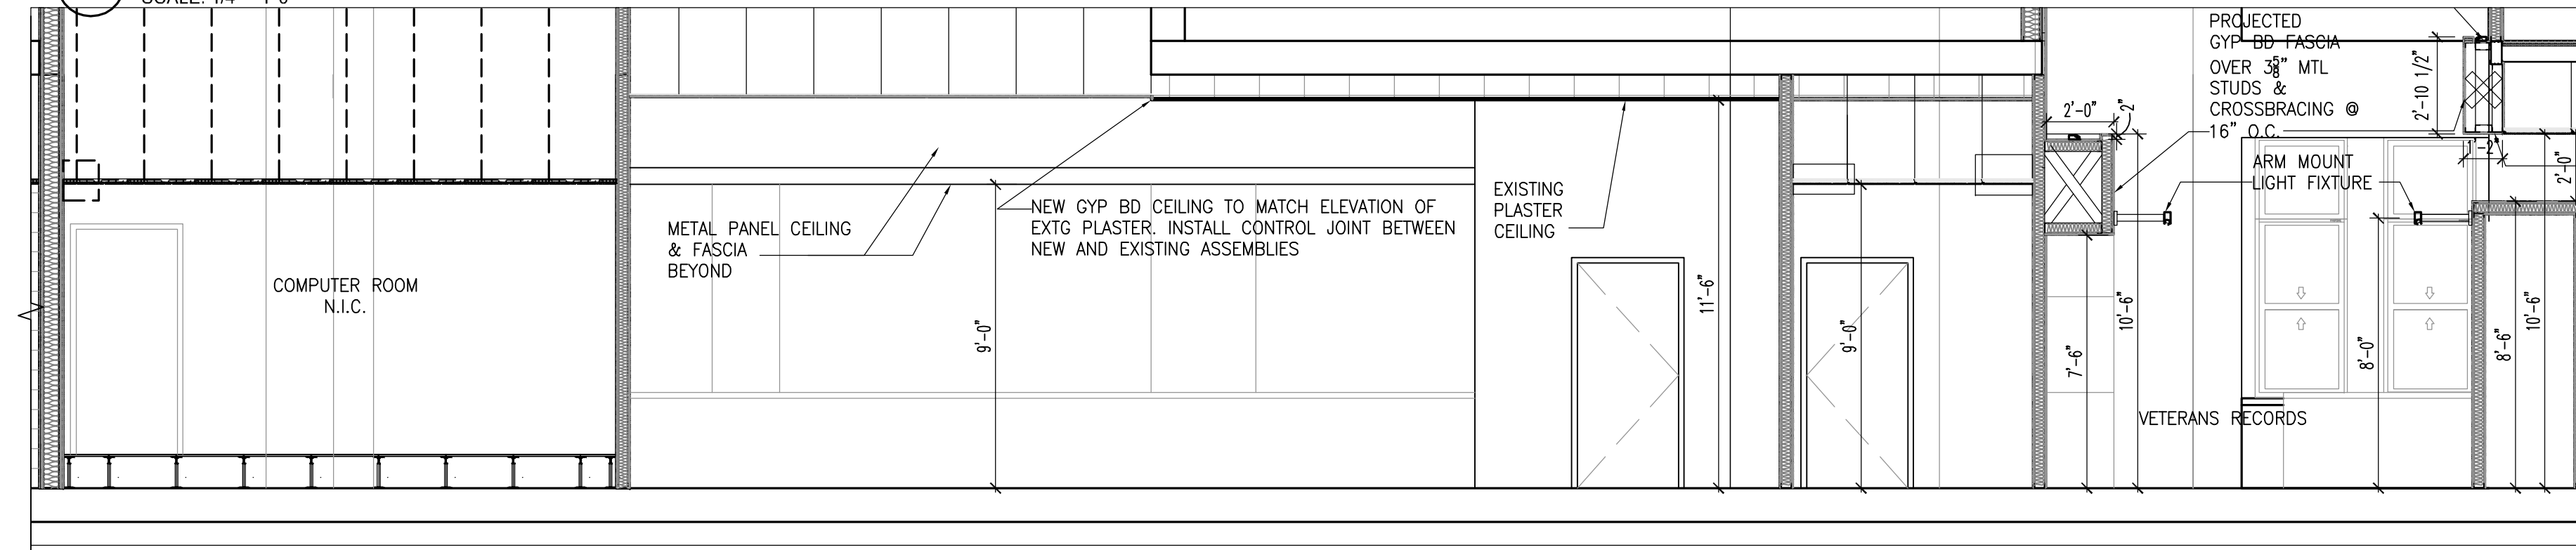 PROJECTED
GYP BD FASCIA
OVER 3 5/8" MTL
STUDS &
CROSSBRACING @
16" O.C.
2'-10 1/2"
2'-0"
2"
1'-2"
2'-0"
ARM MOUNT
LIGHT FIXTURE
EXISTING
PLASTER
CEILING
NEW GYP BD CEILING TO MATCH ELEVATION OF
EXTG PLASTER. INSTALL CONTROL JOINT BETWEEN
NEW AND EXISTING ASSEMBLIES
METAL PANEL CEILING
& FASCIA
BEYOND
COMPUTER ROOM
N.I.C.
9'-0"
11'-6"
9'-0"
7'-6"
10'-6"
8'-0"
8'-6"
10'-6"
VETERANS RECORDS